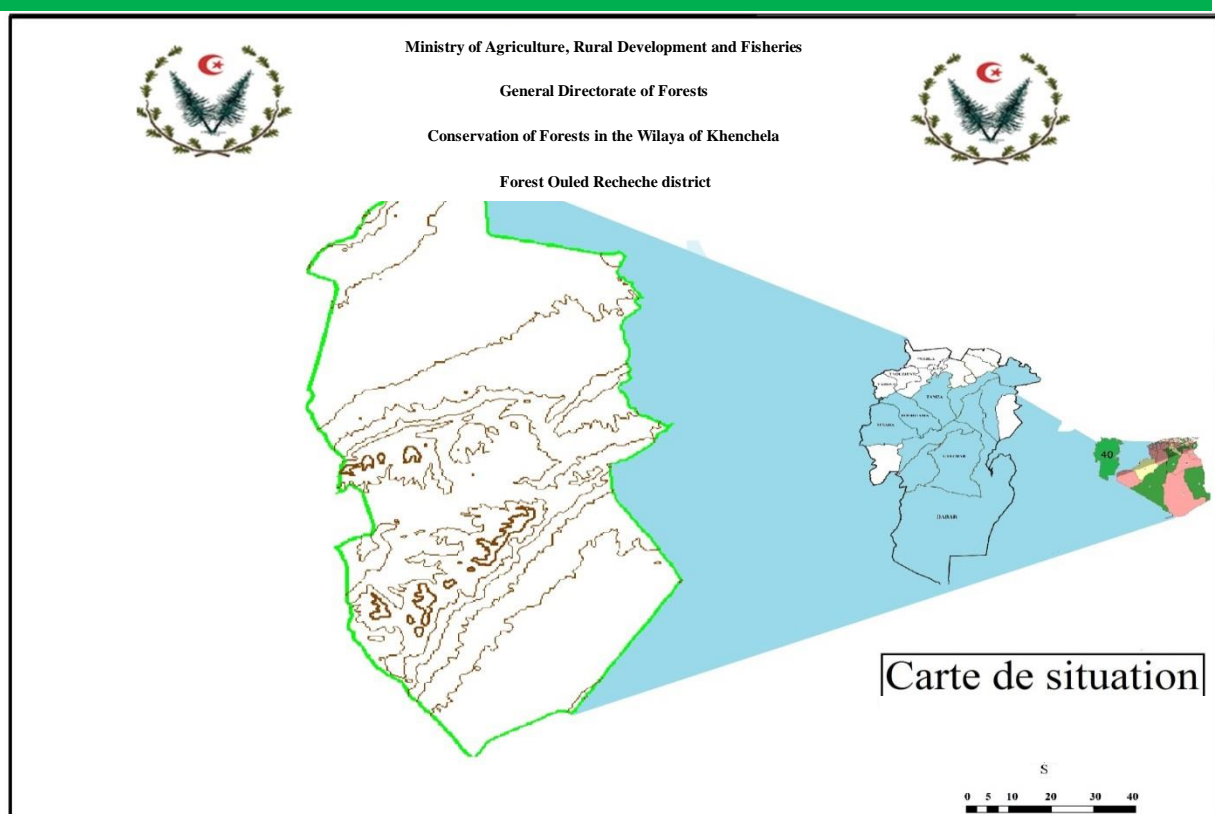 Ministry of Agriculture, Rural Development and Fisheries
General Directorate of Forests
Conservation of Forests in the Wilaya of Khenchela
Forest Ouled Recheche district
40
BABAR
Carte de situation
S
0 5 10 20 30 40